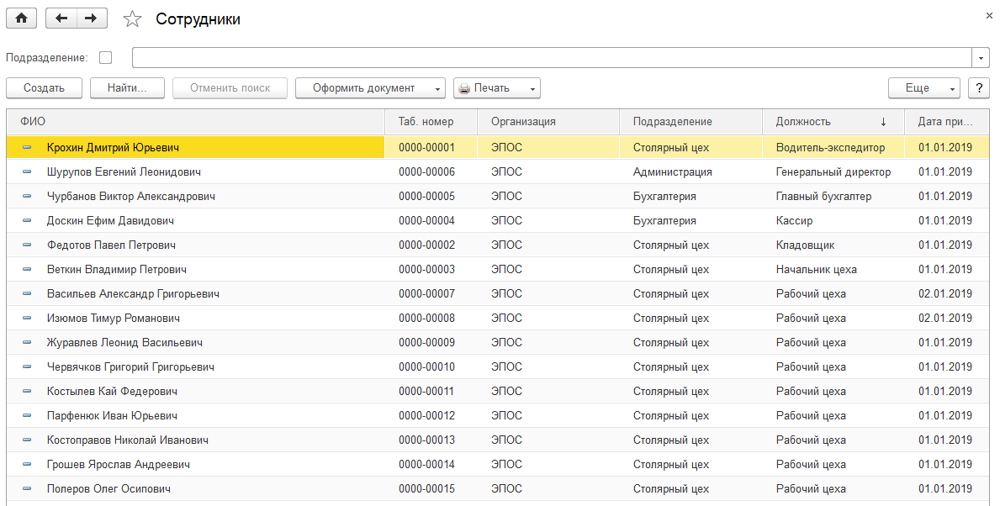 Сотрудники
×
Подразделение:
Создать Найти... Отменить поиск Оформить документ Печать Еще ?
ФИО Таб. номер Организация Подразделение Должность ↓ Дата при...
Крохин Дмитрий Юрьевич 0000-00001 ЭПОС Столярный цех Водитель-экспедитор 01.01.2019
Шурупов Евгений Леонидович 0000-00006 ЭПОС Администрация Генеральный директор 01.01.2019
Чурбанов Виктор Александрович 0000-00005 ЭПОС Бухгалтерия Главный бухгалтер 01.01.2019
Доскин Ефим Давидович 0000-00004 ЭПОС Бухгалтерия Кассир 01.01.2019
Федотов Павел Петрович 0000-00002 ЭПОС Столярный цех Кладовщик 01.01.2019
Веткин Владимир Петрович 0000-00003 ЭПОС Столярный цех Начальник цеха 01.01.2019
Васильев Александр Григорьевич 0000-00007 ЭПОС Столярный цех Рабочий цеха 02.01.2019
Изюмов Тимур Романович 0000-00008 ЭПОС Столярный цех Рабочий цеха 02.01.2019
Журавлев Леонид Васильевич 0000-00009 ЭПОС Столярный цех Рабочий цеха 01.01.2019
Червячков Григорий Григорьевич 0000-00010 ЭПОС Столярный цех Рабочий цеха 01.01.2019
Костылев Кай Федерович 0000-00011 ЭПОС Столярный цех Рабочий цеха 01.01.2019
Парфенюк Иван Юрьевич 0000-00012 ЭПОС Столярный цех Рабочий цеха 01.01.2019
Костоправов Николай Иванович 0000-00013 ЭПОС Столярный цех Рабочий цеха 01.01.2019
Грошев Ярослав Андреевич 0000-00014 ЭПОС Столярный цех Рабочий цеха 01.01.2019
Полеров Олег Осипович 0000-00015 ЭПОС Столярный цех Рабочий цеха 01.01.2019